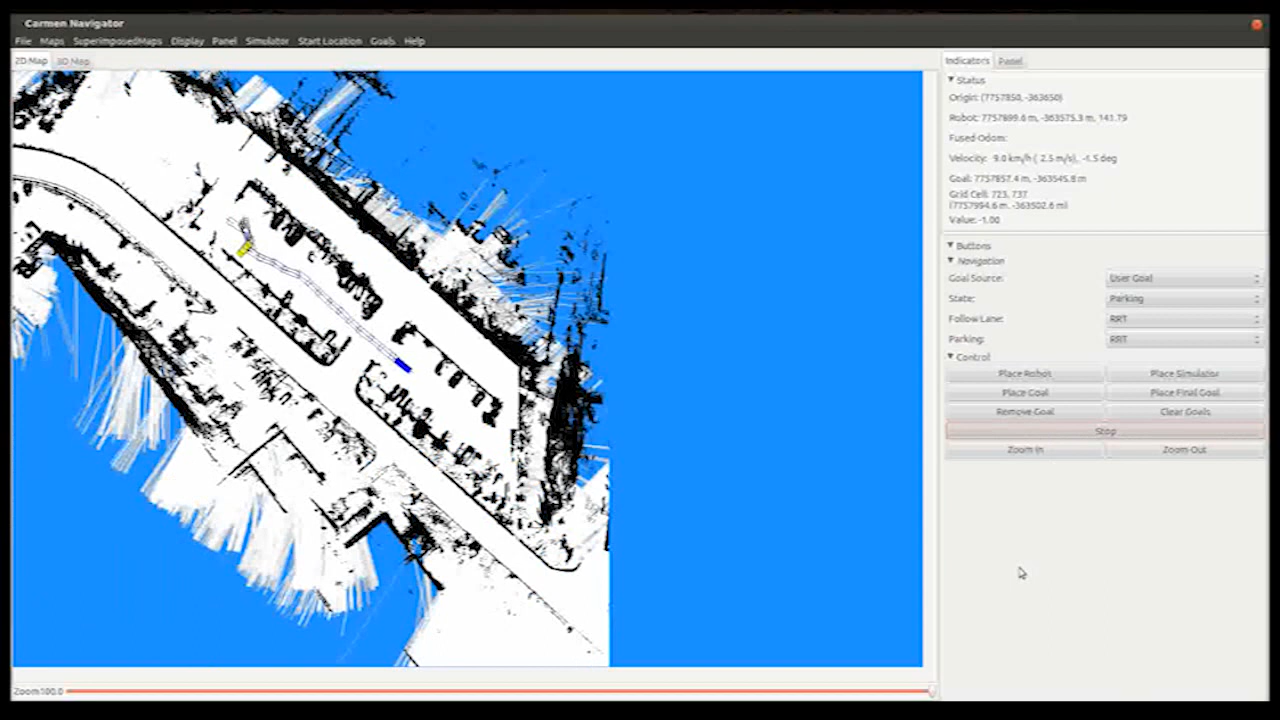 Carmen Navigator
File Maps SuperimposedMaps Display Panel Simulator Start Location Goals Help
2D Map 3D Map
Indicators Panel
Status
Origin: (7757850, -363650)
Robot: 7757899.6 m, -363575.3 m, 141.79
Fused Odom:
Velocity: 9.0 km/h ( 2.5 m/s), -1.5 deg
Goal: 7757857.4 m, -363545.8 m
Grid Cell: 723, 737
(7757994.6 m, -363502.6 m)
Value: -1.00
Buttons
Navigation
Goal Source: User Goal
State: Parking
Follow Lane: RRT
Parking: RRT
Control
Place Robot Place Simulator
Place Goal Place Final Goal
Remove Goal Clear Goals
Stop
Zoom In Zoom Out
Zoom100.0